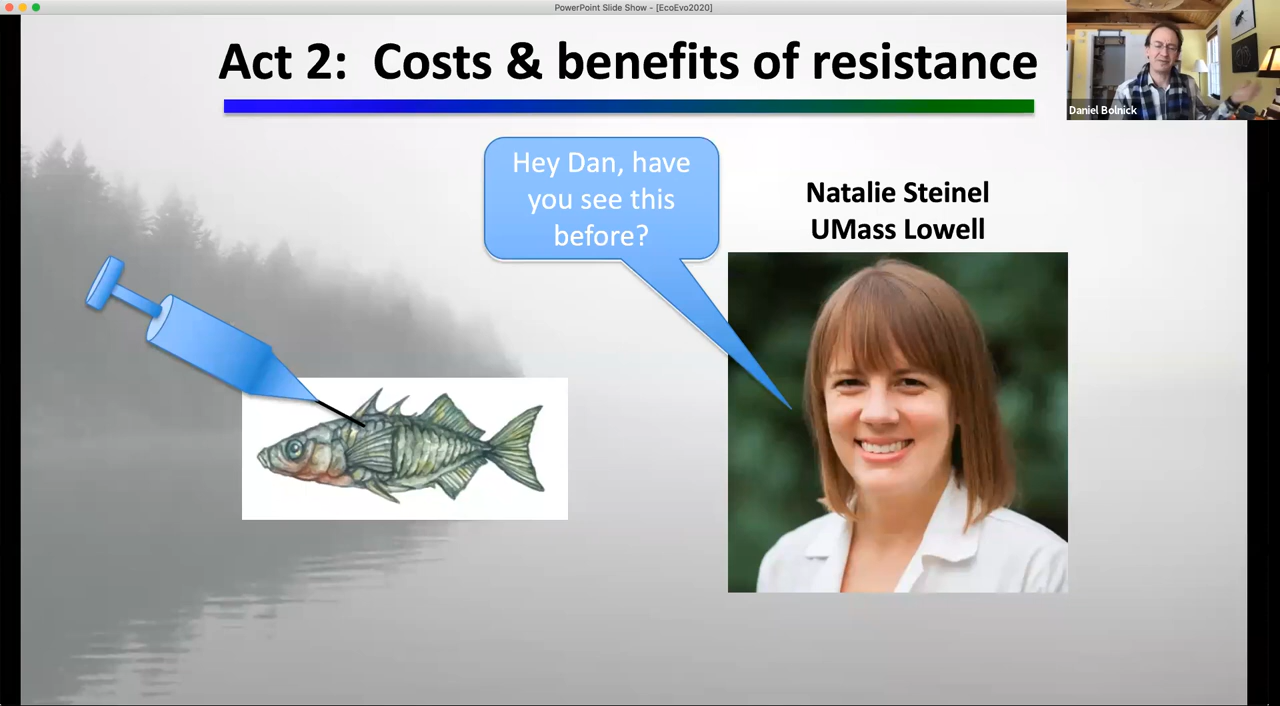 PowerPoint Slide Show - [EcoEvo2020]
Act 2: Costs & benefits of resistance
Daniel Bolnick
Hey Dan, have
you see this
before?
Natalie Steinel
UMass Lowell